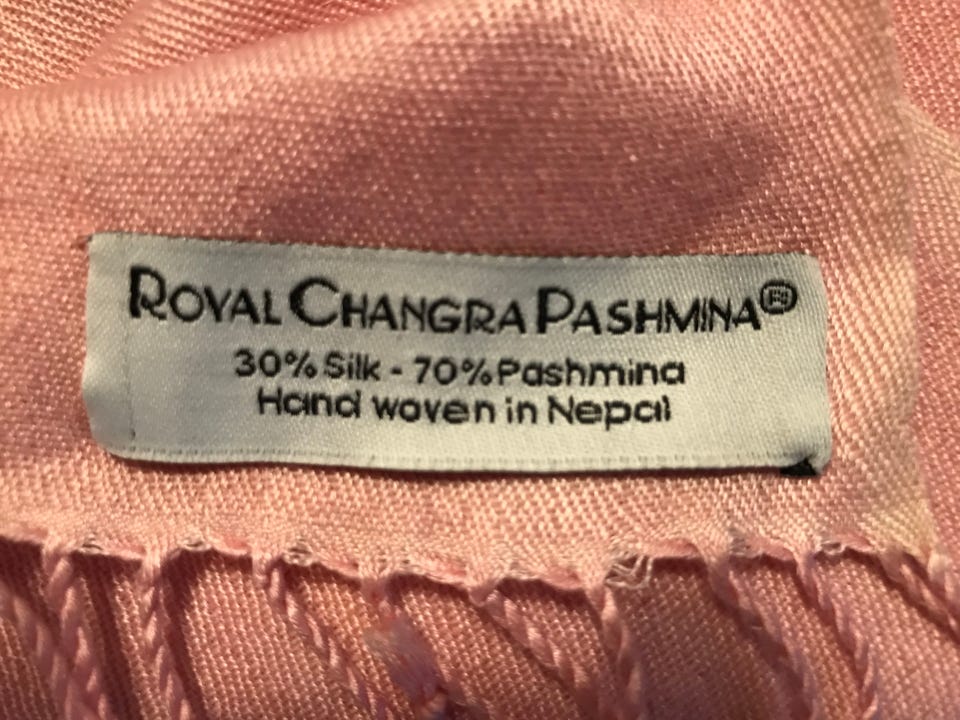 ROYAL CHANGRA PASHMINA®
30% Silk - 70% Pashmina
Hand woven in Nepal